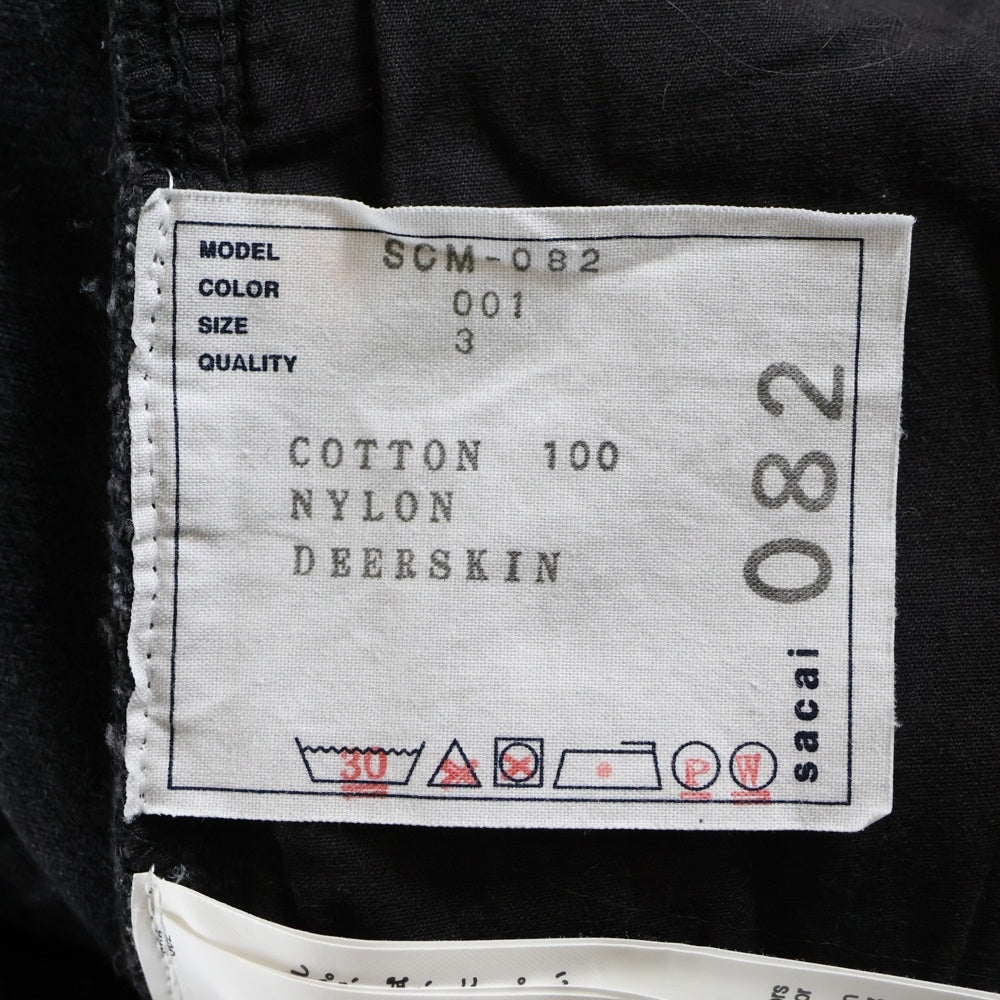 MODEL SCM-082
COLOR 001
SIZE 3
QUALITY
COTTON 100
NYLON
DEERSKIN
30
P
W
sacai 082